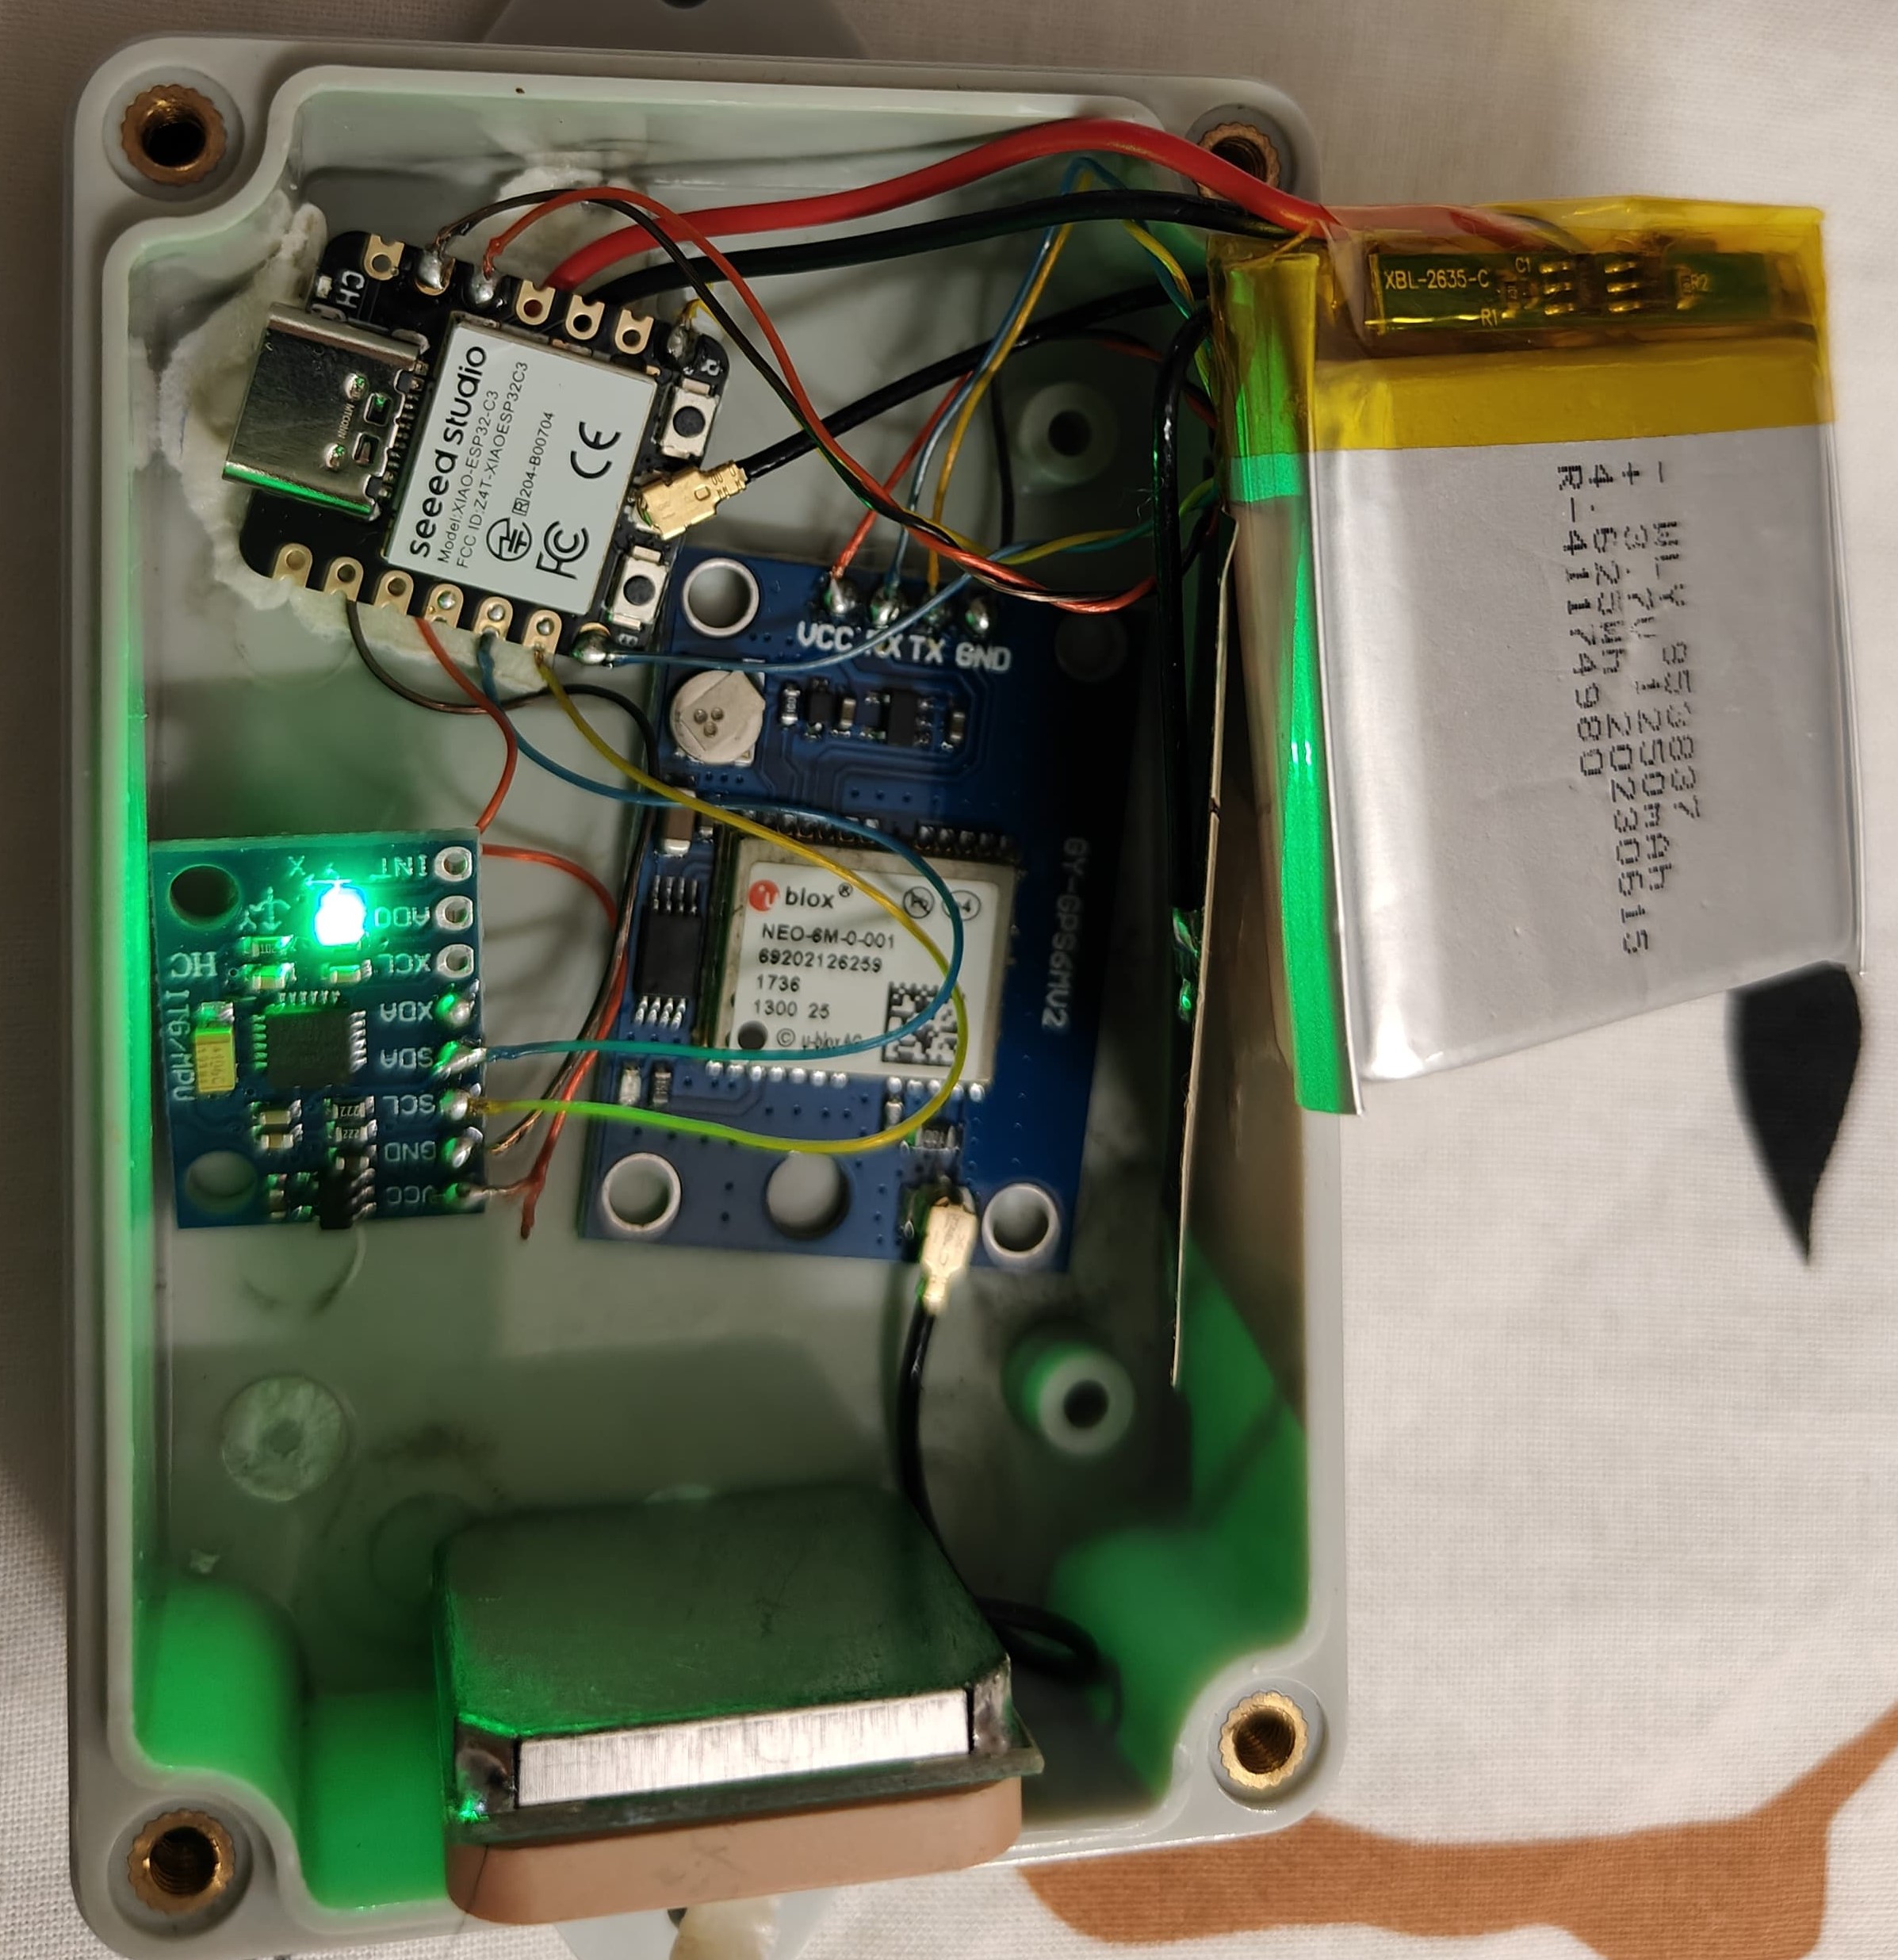 CH
seeed studio
Model:XIAO-ESP32-C3
FCC ID:Z4T-XIAOESP32C3
R 204-B00704
FC CE
VCC RX TX GND
XBL-2635-C
C1
R1
R2
- WLY 953837
+ 3.7V 1250mAh
4.625Wh 20230615
R-41174980
INT
AD0
XCL
XDA
SDA
SCL
GND
VCC
X
HC ITG/MPU
u blox®
NEO-6M-0-001
69202126259
1736
1300 25
© u-blox AG
GY-GPS6MV2